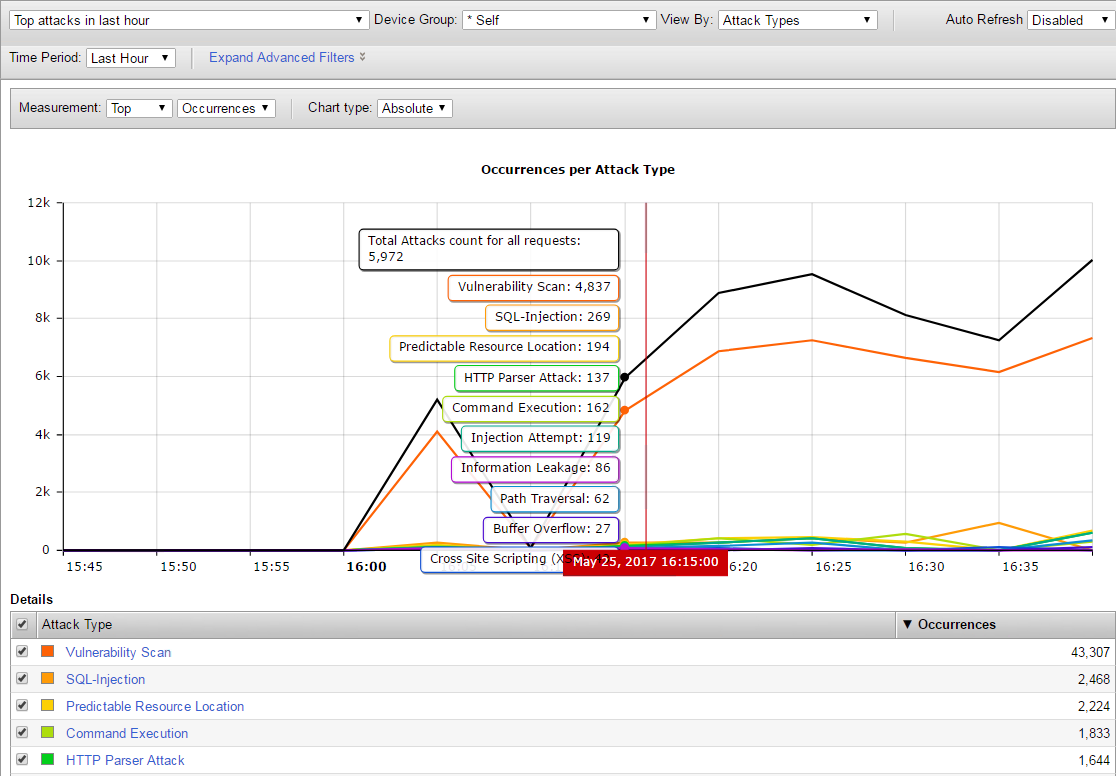 Top attacks in last hour Device Group: * Self View By: Attack Types Auto Refresh Disabled
Time Period: Last Hour Expand Advanced Filters
Measurement: Top Occurrences Chart type: Absolute
Occurrences per Attack Type
12k
10k
8k
6k
4k
2k
0
Total Attacks count for all requests:
5,972
Vulnerability Scan: 4,837
SQL-Injection: 269
Predictable Resource Location: 194
HTTP Parser Attack: 137
Command Execution: 162
Injection Attempt: 119
Information Leakage: 86
Path Traversal: 62
Buffer Overflow: 27
Cross Site Scripting
May 25, 2017 16:15:00
15:45 15:50 15:55 16:00 16:25 16:30 16:35
Details
Attack Type Occurrences
Vulnerability Scan 43,307
SQL-Injection 2,468
Predictable Resource Location 2,224
Command Execution 1,833
HTTP Parser Attack 1,644